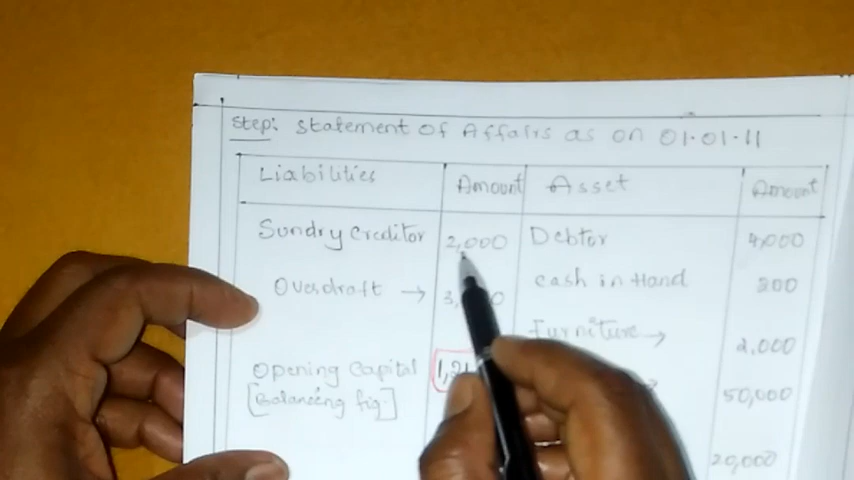 Step: Statement of Affairs as on 01.01.11
Liabilities Amount Asset Amount
Sundry Creditor 2,000 Debtor 4,000
Overdraft → cash in Hand 200
Furniture → 2,000
Opening Capital 50,000
[Balancing fig.]
20,000